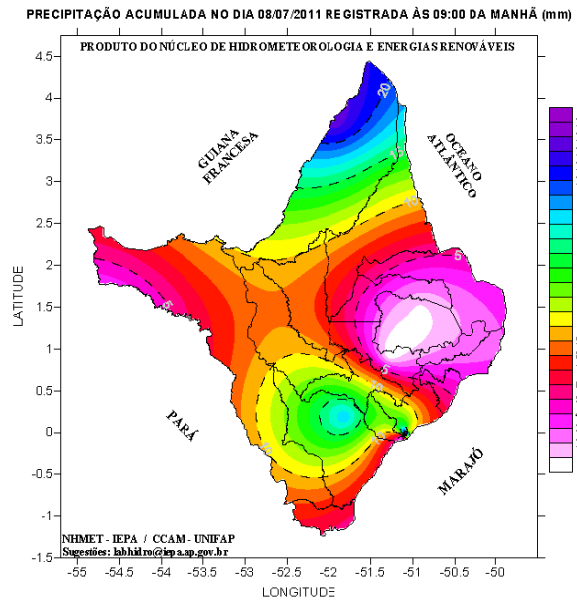 PRECIPITAÇÃO ACUMULADA NO DIA 08/07/2011 REGISTRADA ÀS 09:00 DA MANHÃ (mm)
PRODUTO DO NÚCLEO DE HIDROMETEOROLOGIA E ENERGIAS RENOVÁVEIS
4.5
4
3.5
3
2.5
2
1.5
1
0.5
0
-0.5
-1
-1.5
LATITUDE
GUIANA
FRANCESA
OCEANO
ATLÂNTICO
20
15
10
5
5
5
10
PARÁ
MARAJÓ
NHMET - IEPA / CCAM - UNIFAP
Sugestões: labhidro@iepa.ap.gov.br
-55
-54.5
-54
-53.5
-53
-52.5
-52
-51.5
-51
-50.5
-50
LONGITUDE